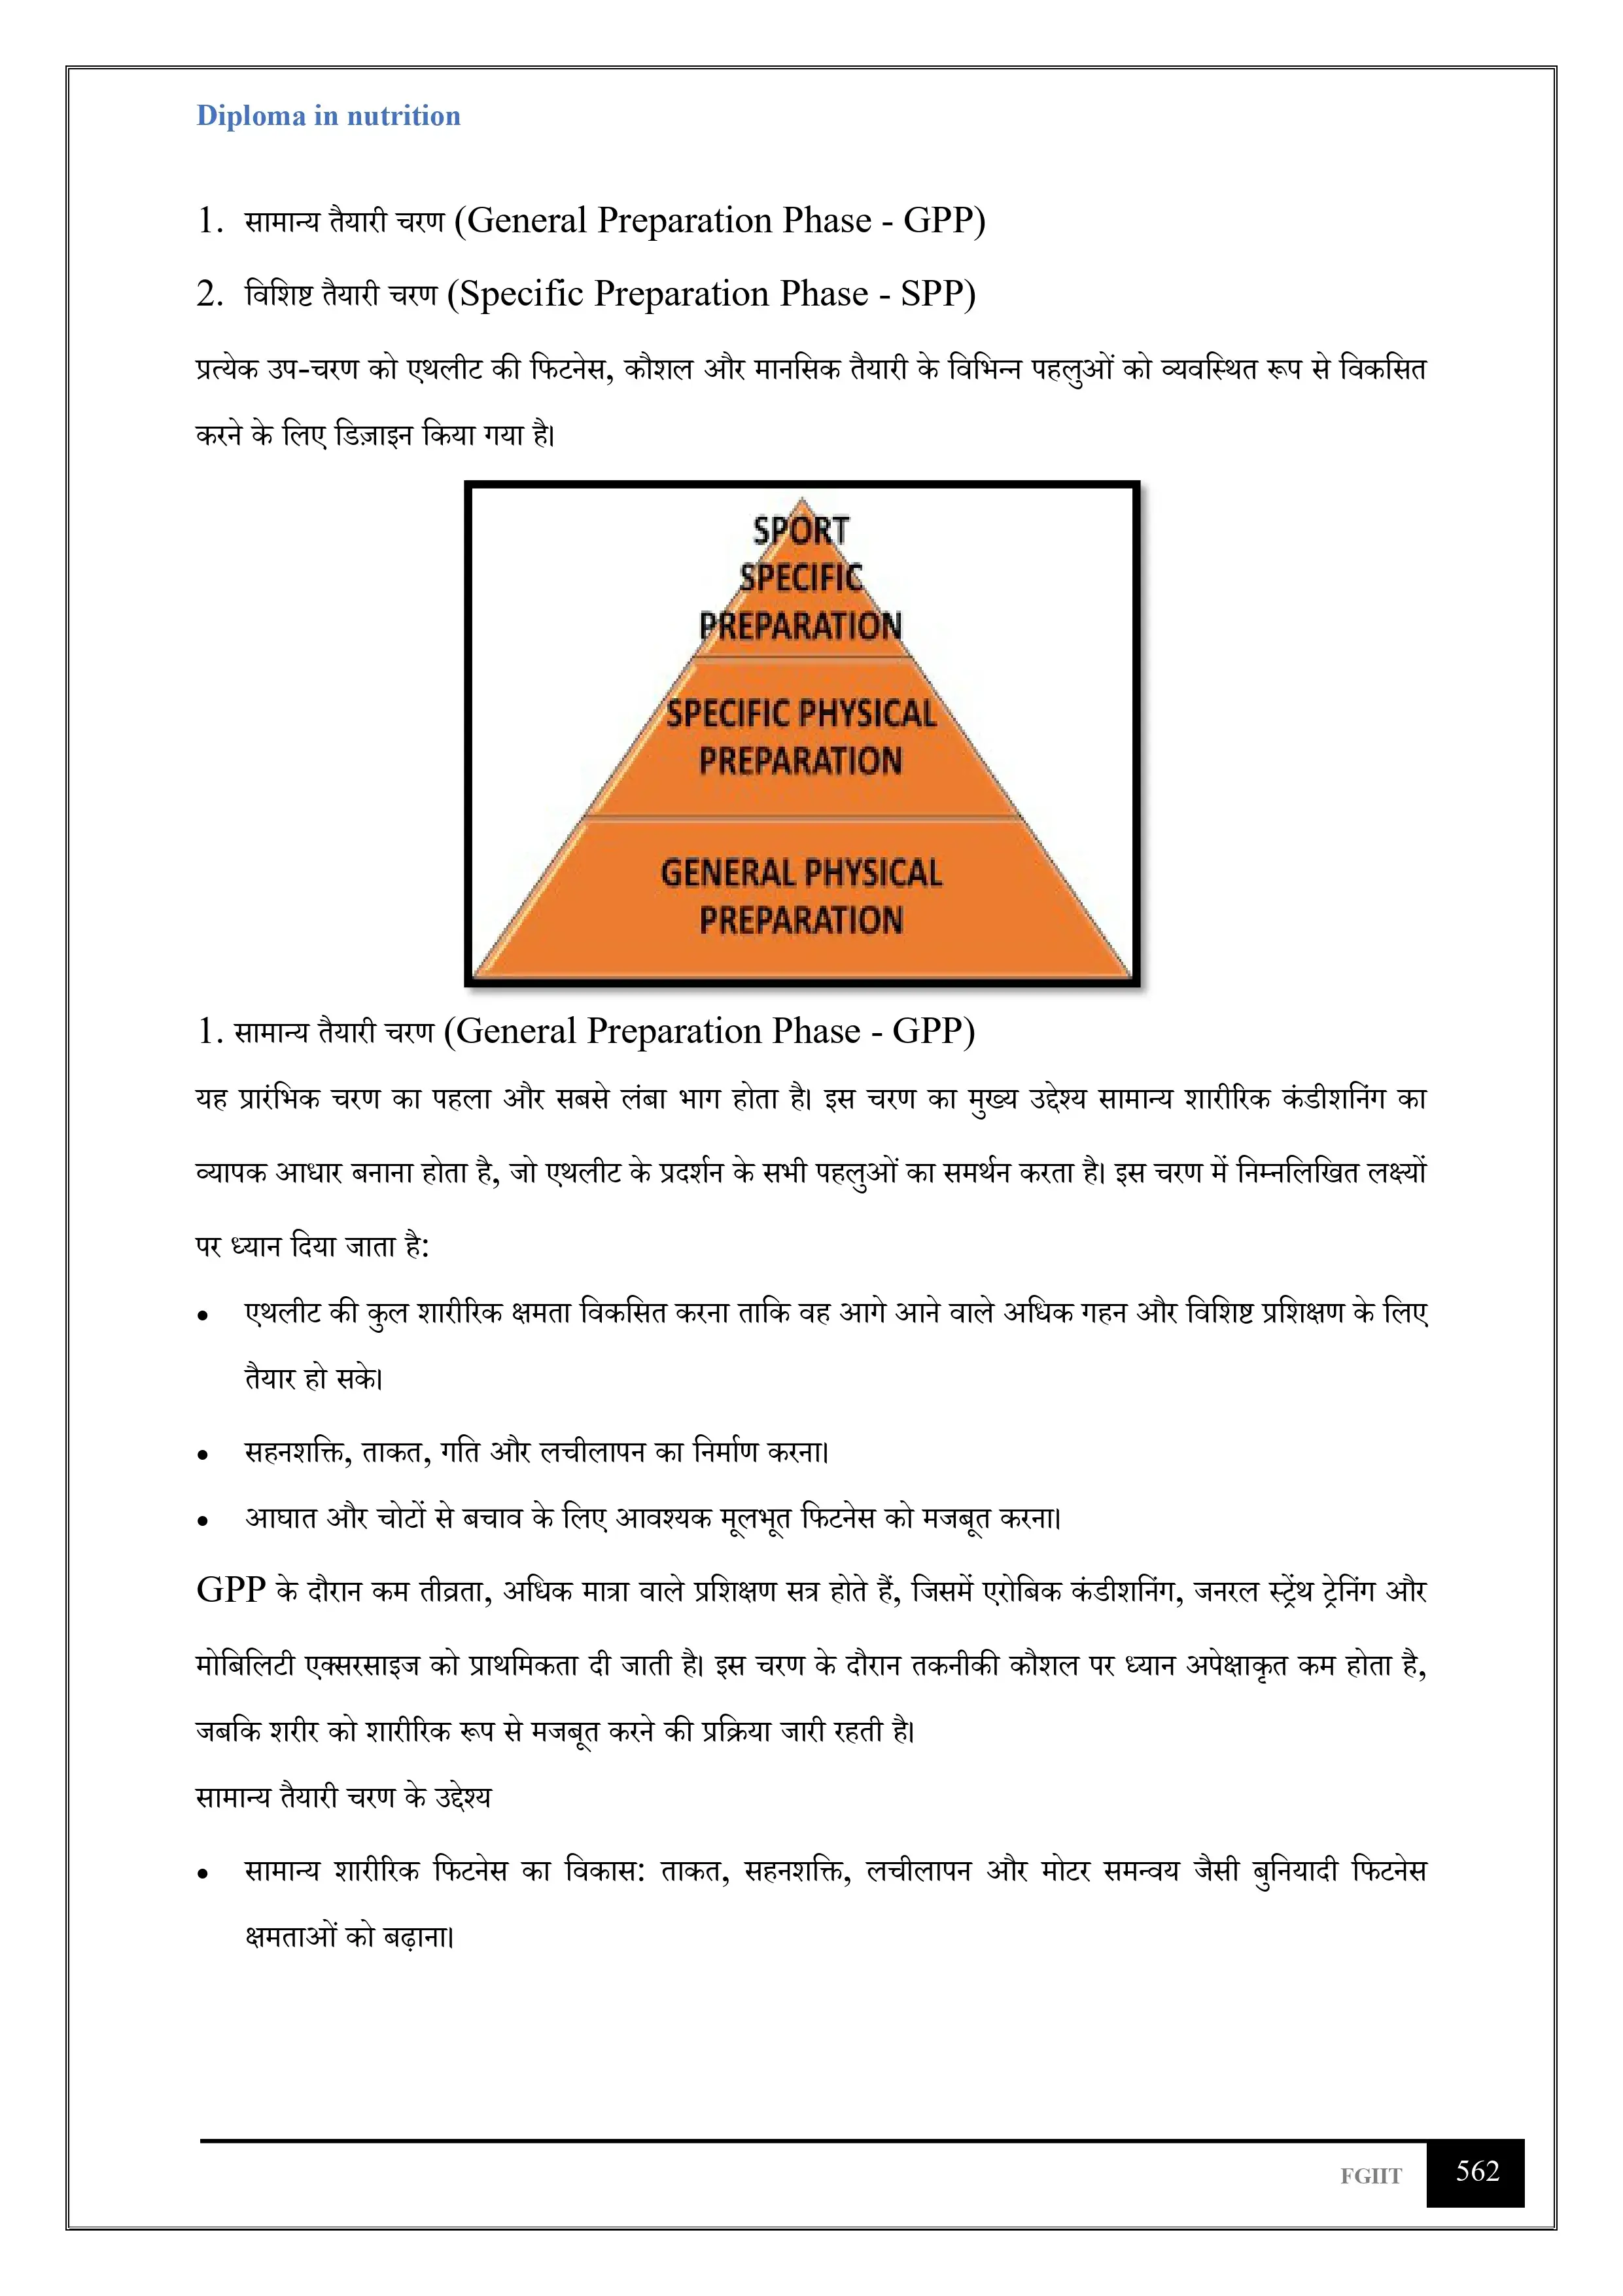 Diploma in nutrition
1. सामान्य तैयारी चरण (General Preparation Phase - GPP)
2. विशिष्ट तैयारी चरण (Specific Preparation Phase - SPP)
प्रत्येक उप-चरण को एथलीट की फिटनेस, कौशल और मानसिक तैयारी के विभिन्न पहलुओं को व्यवस्थित रूप से विकसित
करने के लिए डिज़ाइन किया गया है।
SPORT
SPECIFIC
PREPARATION
SPECIFIC PHYSICAL
PREPARATION
GENERAL PHYSICAL
PREPARATION
1. सामान्य तैयारी चरण (General Preparation Phase - GPP)
यह प्रारंभिक चरण का पहला और सबसे लंबा भाग होता है। इस चरण का मुख्य उद्देश्य सामान्य शारीरिक कंडीशनिंग का
व्यापक आधार बनाना होता है, जो एथलीट के प्रदर्शन के सभी पहलुओं का समर्थन करता है। इस चरण में निम्नलिखित लक्ष्यों
पर ध्यान दिया जाता है:
• एथलीट की कुल शारीरिक क्षमता विकसित करना ताकि वह आगे आने वाले अधिक गहन और विशिष्ट प्रशिक्षण के लिए
तैयार हो सके।
• सहनशक्ति, ताकत, गति और लचीलापन का निर्माण करना।
• आघात और चोटों से बचाव के लिए आवश्यक मूलभूत फिटनेस को मजबूत करना।
GPP के दौरान कम तीव्रता, अधिक मात्रा वाले प्रशिक्षण सत्र होते हैं, जिसमें एरोबिक कंडीशनिंग, जनरल स्ट्रेंथ ट्रेनिंग और
मोबिलिटी एक्सरसाइज को प्राथमिकता दी जाती है। इस चरण के दौरान तकनीकी कौशल पर ध्यान अपेक्षाकृत कम होता है,
जबकि शरीर को शारीरिक रूप से मजबूत करने की प्रक्रिया जारी रहती है।
सामान्य तैयारी चरण के उद्देश्य
• सामान्य शारीरिक फिटनेस का विकास: ताकत, सहनशक्ति, लचीलापन और मोटर समन्वय जैसी बुनियादी फिटनेस
क्षमताओं को बढ़ाना।
FGIIT 562